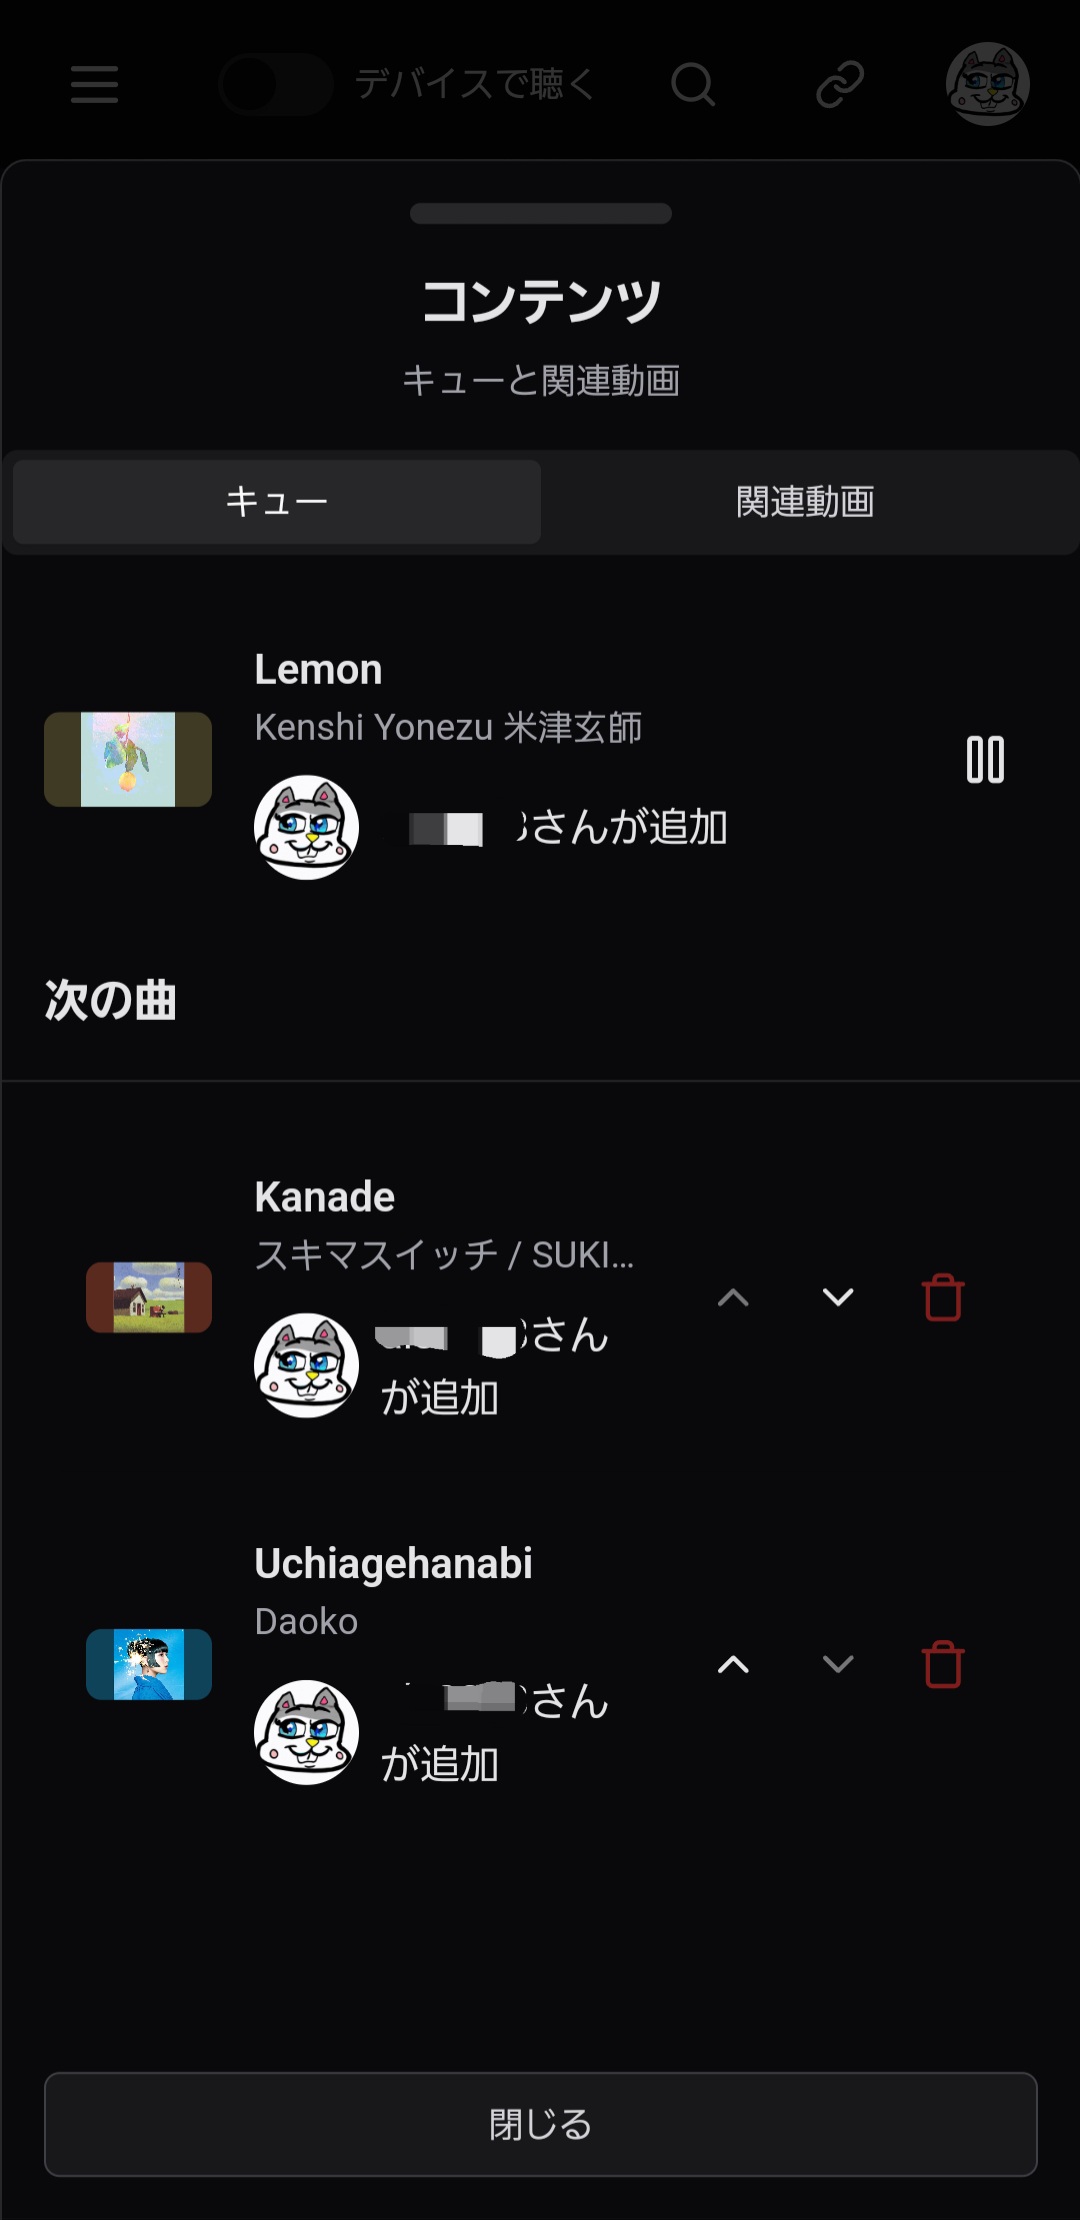 デバイスで聴く
コンテンツ
キューと関連動画
キュー
関連動画
Lemon
Kenshi Yonezu 米津玄師
さんが追加
次の曲
Kanade
スキマスイッチ / SUKI...
さん
が追加
Uchiagehanabi
Daoko
さん
が追加
閉じる